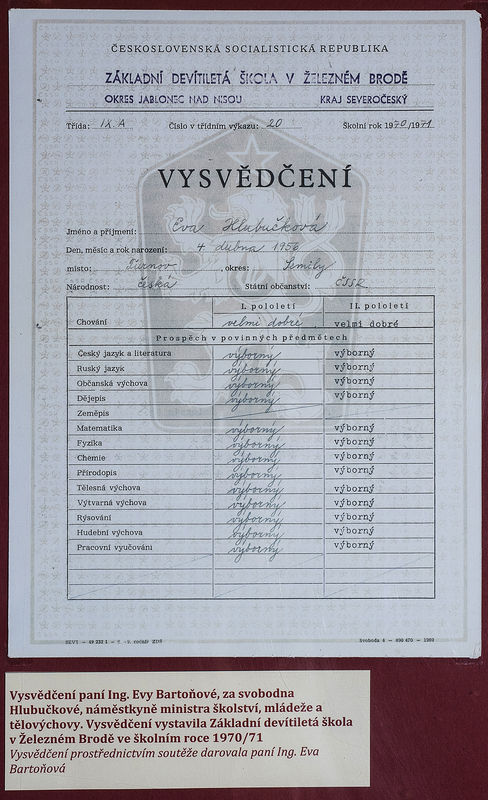 ČESKOSLOVENSKÁ SOCIALISTICKÁ REPUBLIKA
ZÁKLADNÍ DEVÍTILETÁ ŠKOLA V ŽELEZNÉM BRODĚ
OKRES JABLONEC NAD NISOU KRAJ SEVEROČESKÝ
Třída: IX. A Číslo v třídním výkazu: 20 Školní rok 1970/1971
VYSVĚDČENÍ
Jméno a příjmení: Eva Hlubučková
Den, měsíc a rok narození: 4 dubna 1956
místo: Turnov, okres: Semily
Národnost: česká Státní občanství: ČSSR
I. pololetí II. pololetí
Chování velmi dobré velmi dobré
Prospěch v povinných předmětech
Český jazyk a literatura výborný výborný
Ruský jazyk výborný výborný
Občanská výchova výborný výborný
Dějepis výborný výborný
Zeměpis
Matematika výborný výborný
Fyzika výborný výborný
Chemie výborný výborný
Přírodopis výborný výborný
Tělesná výchova výborný výborný
Výtvarná výchova výborný výborný
Rýsování výborný výborný
Hudební výchova výborný výborný
Pracovní vyučování výborný výborný
SEVT – 49 232 1 – 9. ročník ZDŠ
Vysvědčení paní Ing. Evy Bartoňové, za svobodna
Hlubučkové, náměstkyně ministra školství, mládeže a
tělovýchovy. Vysvědčení vystavila Základní devítiletá škola
v Železném Brodě ve školním roce 1970/71
Vysvědčení prostřednictvím soutěže darovala paní Ing. Eva
Bartoňová